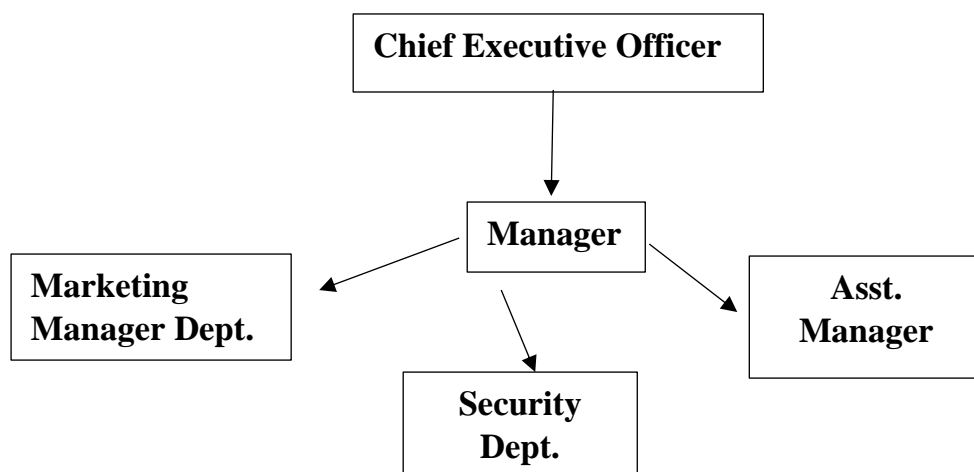 Chief Executive Officer
Manager
Marketing
Manager Dept.
Asst.
Manager
Security
Dept.